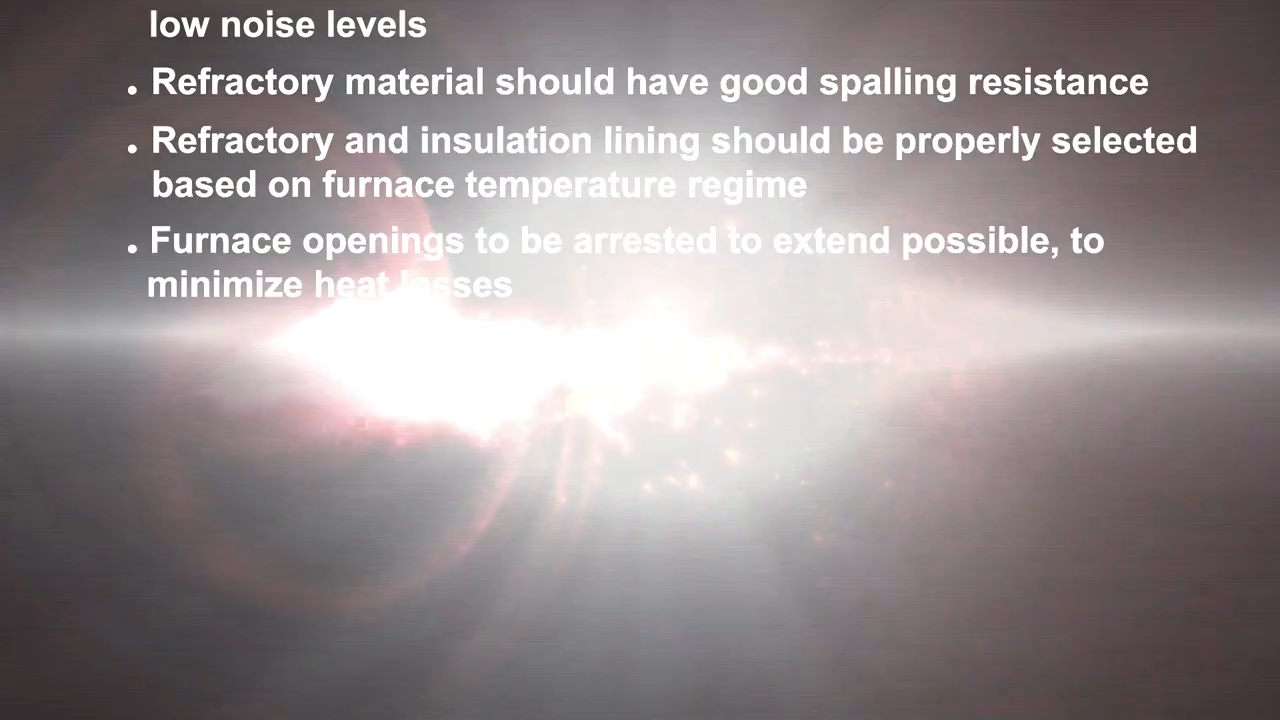 low noise levels
. Refractory material should have good spalling resistance
. Refractory and insulation lining should be properly selected
based on furnace temperature regime
. Furnace openings to be arrested to extend possible, to
minimize heat losses